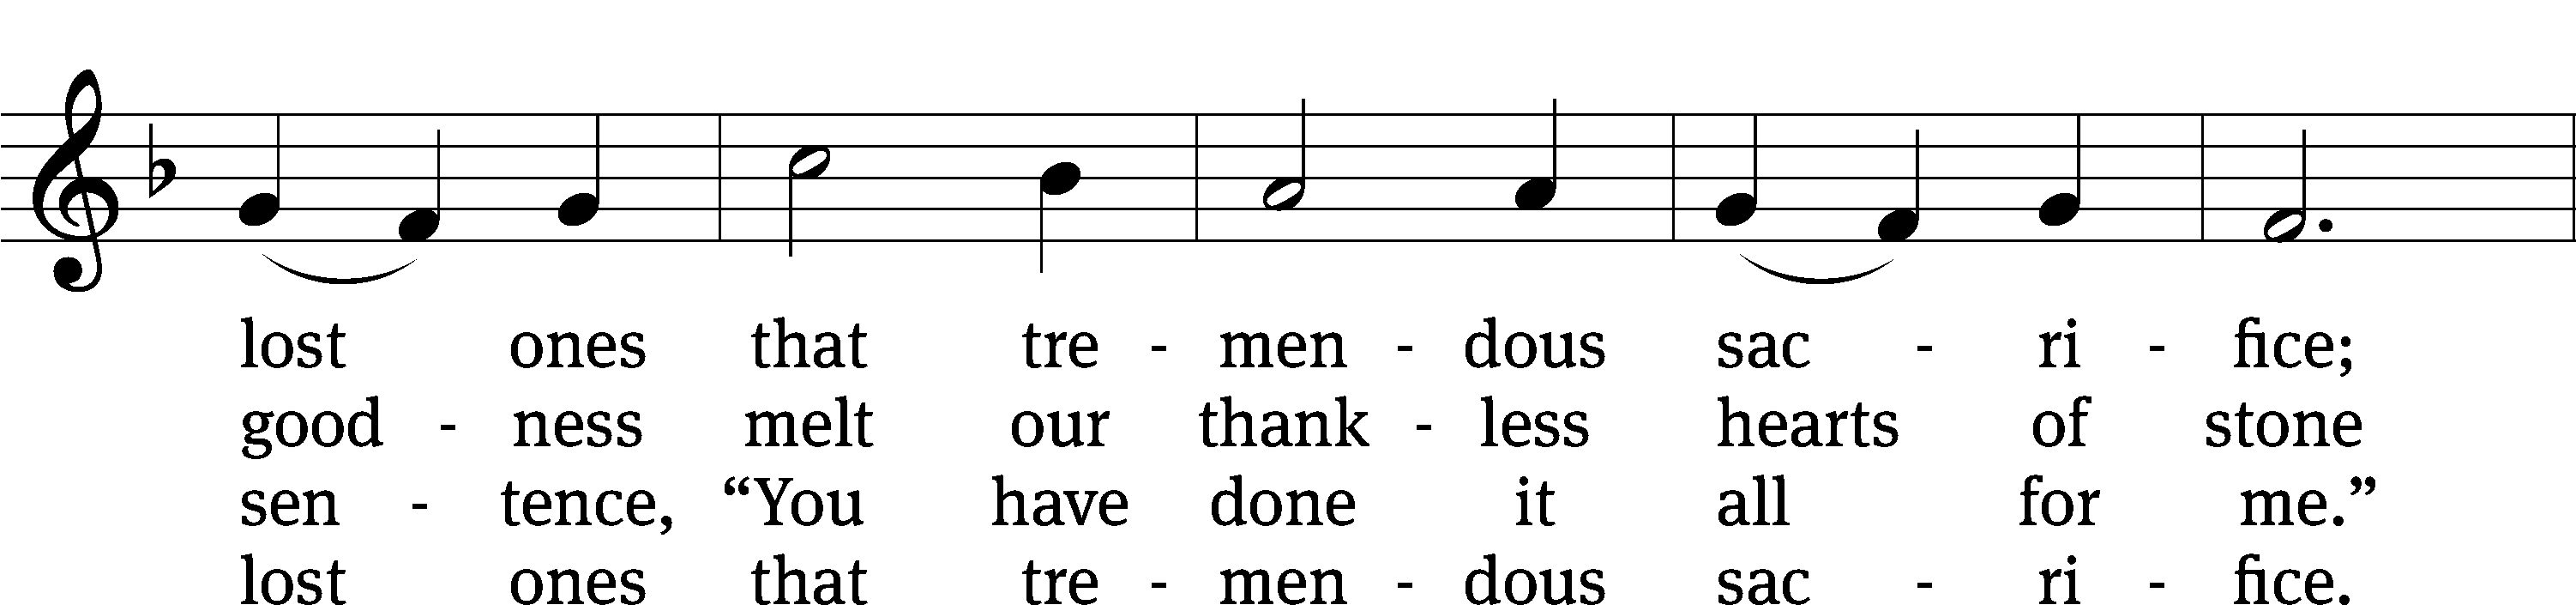 lost ones that tre - men - dous sac - ri - fice;
good - ness melt our thank - less hearts of stone
sen - tence, “You have done it all for me.”
lost ones that tre - men - dous sac - ri - fice.